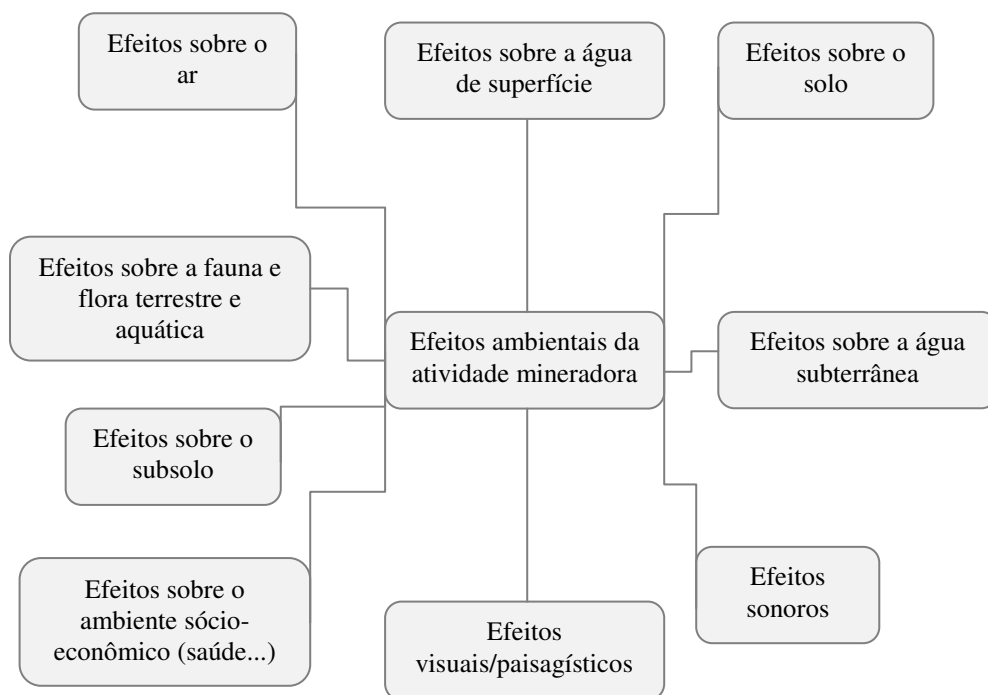 Efeitos sobre o
ar
Efeitos sobre a água
de superfície
Efeitos sobre o
solo
Efeitos sobre a fauna e
flora terrestre e
aquática
Efeitos ambientais da
atividade mineradora
Efeitos sobre a água
subterrânea
Efeitos sobre o
subsolo
Efeitos sobre o
ambiente sócio-
econômico (saúde...)
Efeitos
visuais/paisagísticos
Efeitos
sonoros